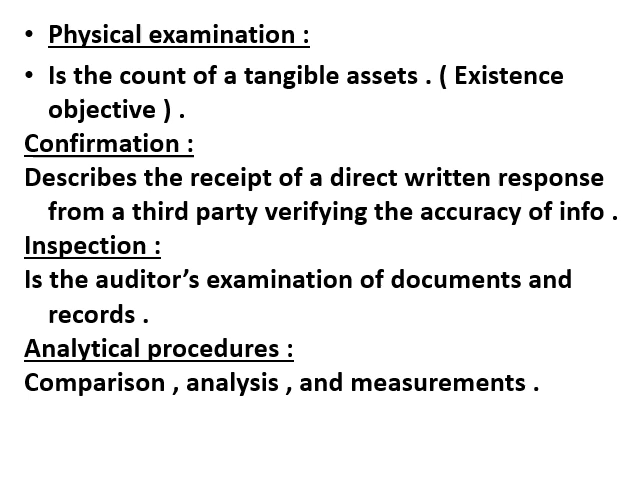 • Physical examination :
• Is the count of a tangible assets . ( Existence
objective ) .
Confirmation :
Describes the receipt of a direct written response
from a third party verifying the accuracy of info .
Inspection :
Is the auditor’s examination of documents and
records .
Analytical procedures :
Comparison , analysis , and measurements .